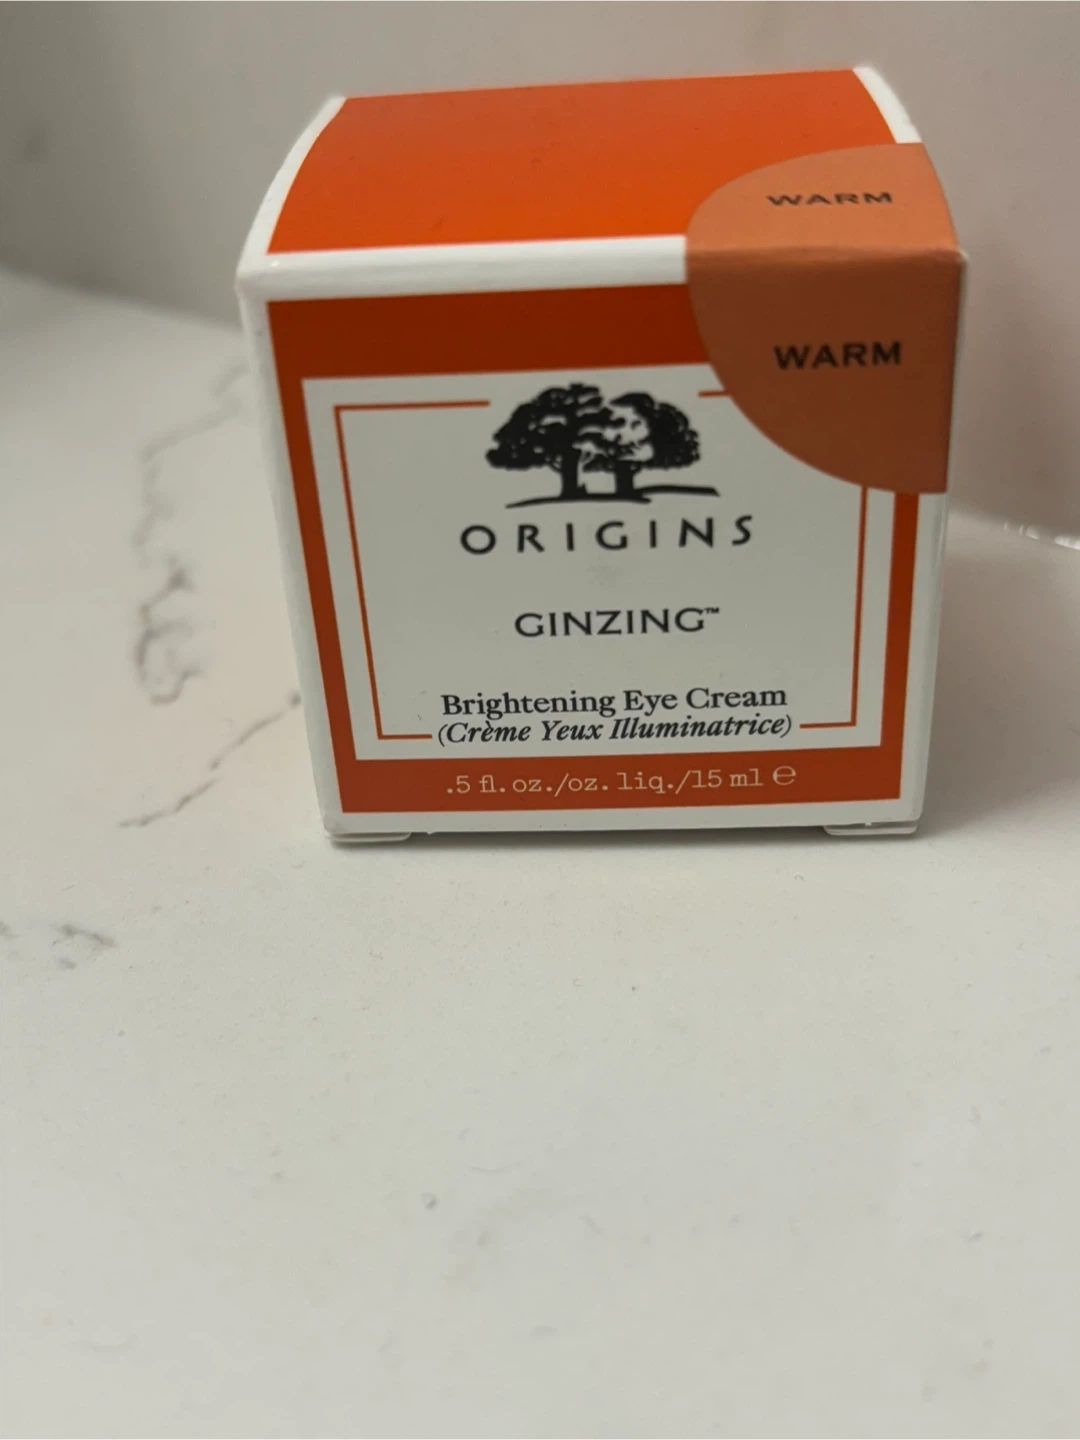 WARM
WARM
ORIGINS
GINZING™
Brightening Eye Cream
(Crème Yeux Illuminatrice)
.5 fl. oz./oz. liq./15 ml ℮